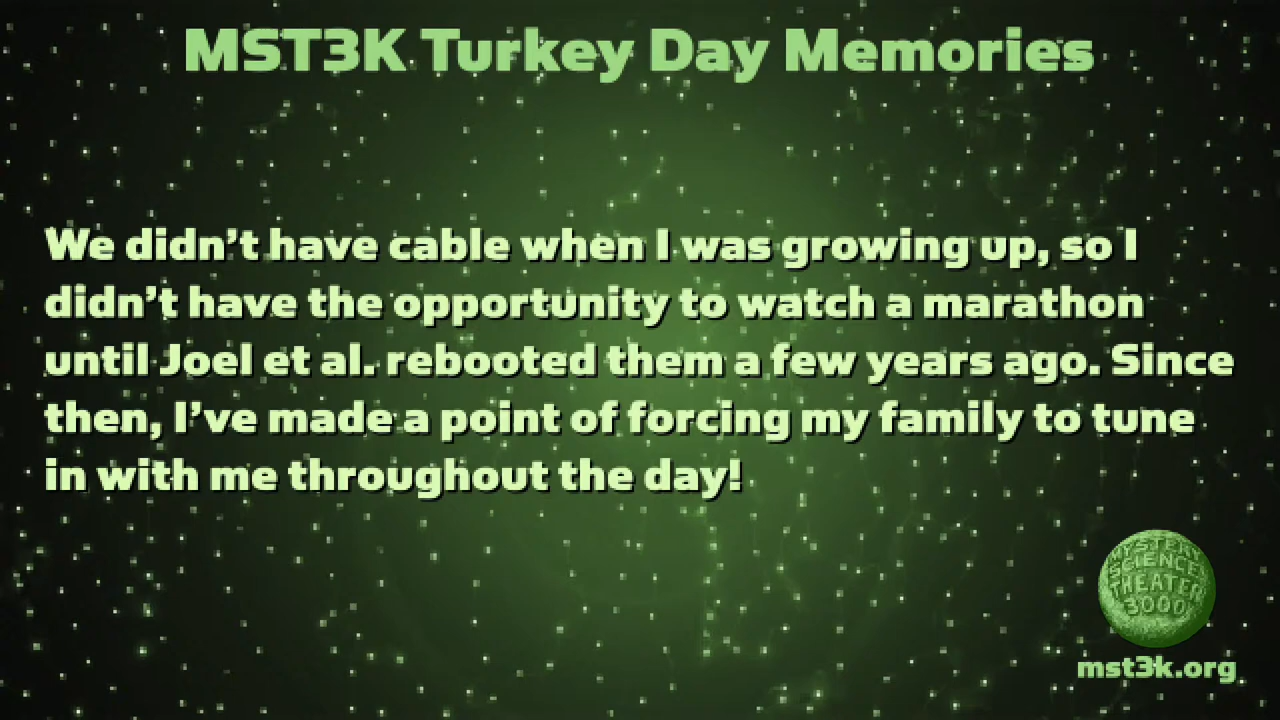 MST3K Turkey Day Memories
We didn’t have cable when I was growing up, so I
didn’t have the opportunity to watch a marathon
until Joel et al. rebooted them a few years ago. Since
then, I’ve made a point of forcing my family to tune
in with me throughout the day!
MYSTERY
SCIENCE
THEATER
3000
mst3k.org